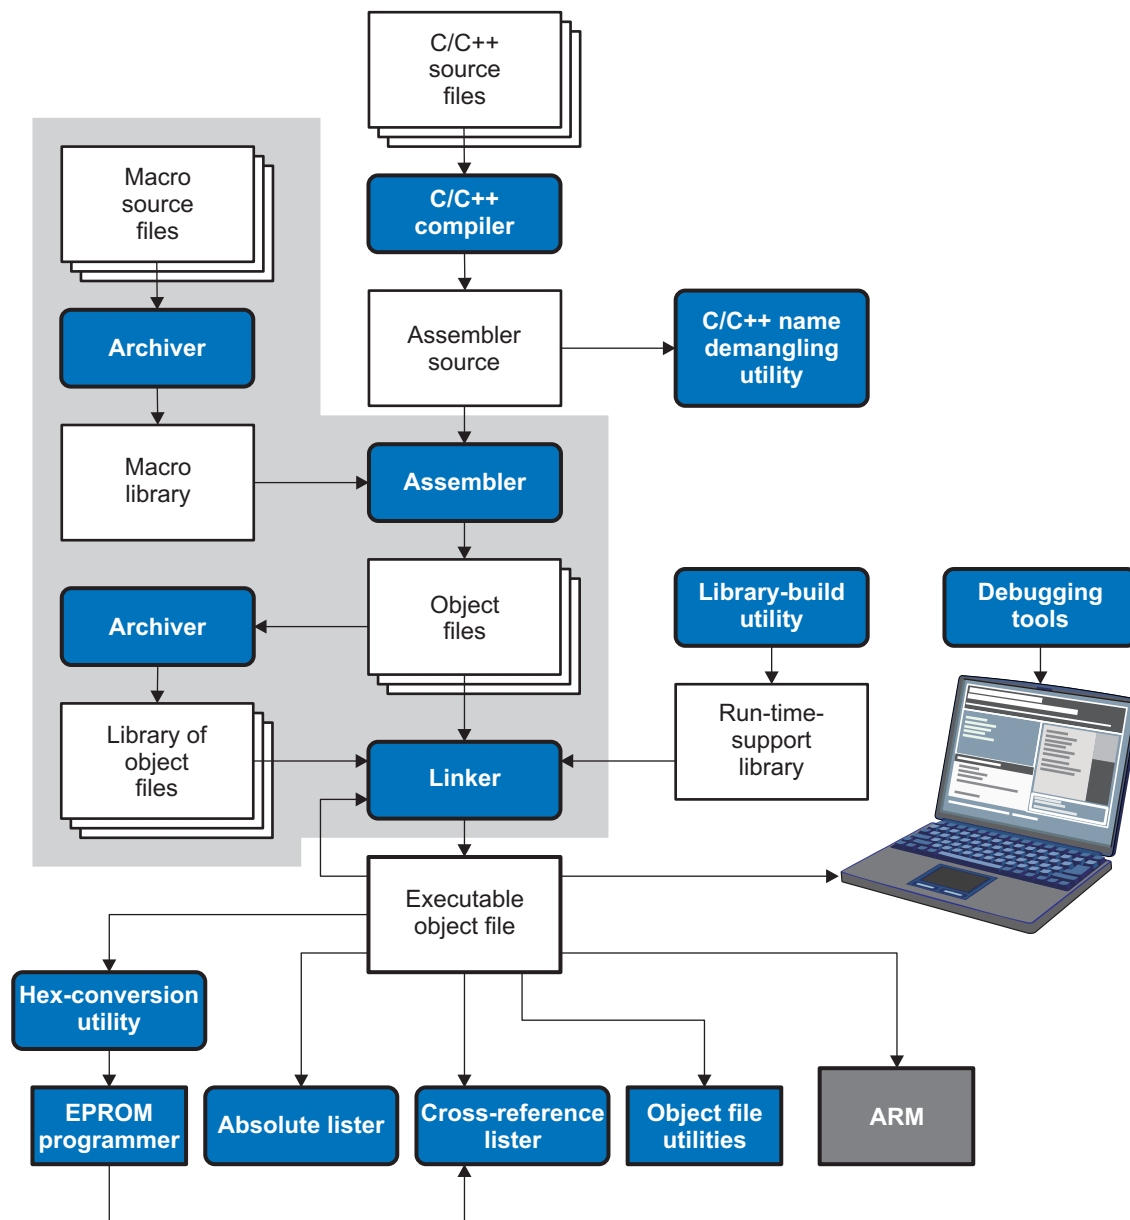 C/C++
source
files
Macro
source
files
C/C++
compiler
Archiver
Assembler
source
C/C++ name
demangling
utility
Macro
library
Assembler
Archiver
Object
files
Library-build
utility
Debugging
tools
Library of
object
files
Linker
Run-time-
support
library
Executable
object file
Hex-conversion
utility
EPROM
programmer
Absolute lister
Cross-reference
lister
Object file
utilities
ARM